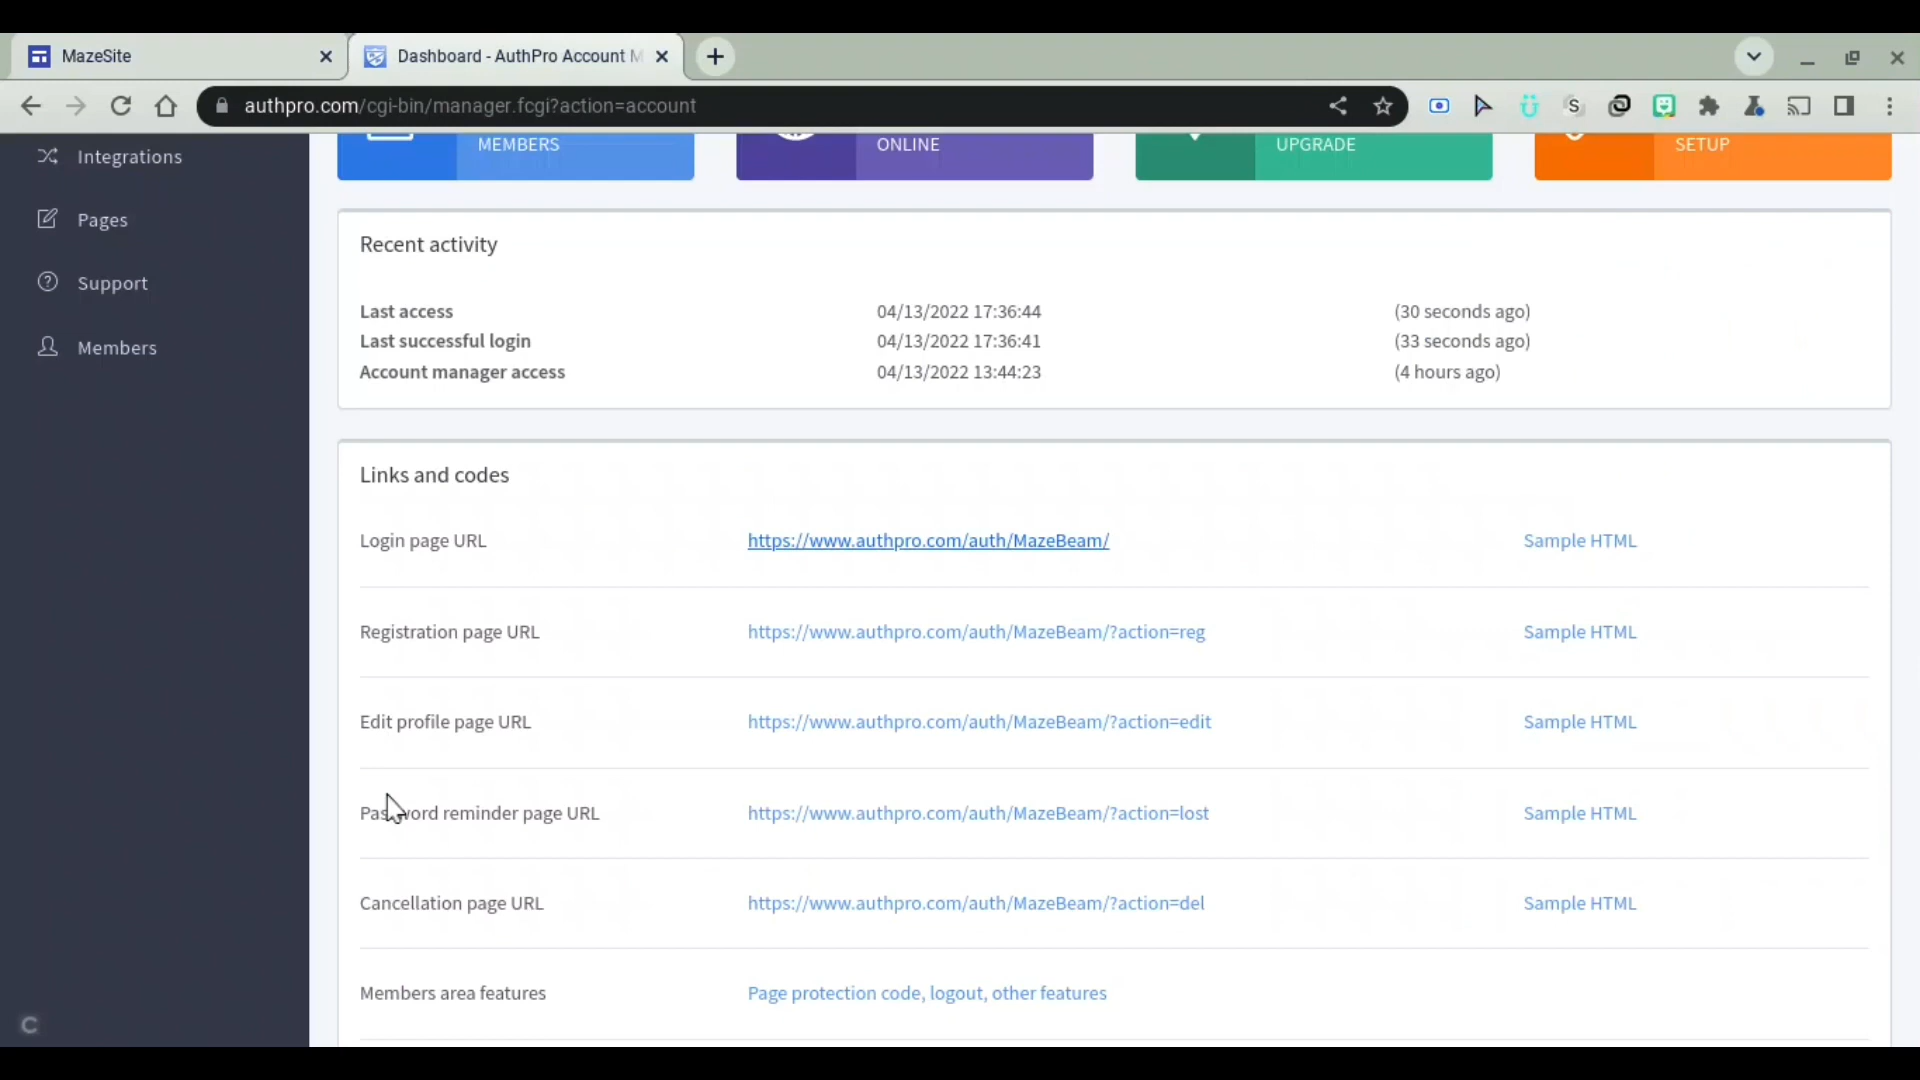 MazeSite
Dashboard - AuthPro Account M
authpro.com/cgi-bin/manager.fcgi?action=account
S
Integrations
Pages
Support
Members
MEMBERS
ONLINE
UPGRADE
SETUP
Recent activity
Last access 04/13/2022 17:36:44 (30 seconds ago)
Last successful login 04/13/2022 17:36:41 (33 seconds ago)
Account manager access 04/13/2022 13:44:23 (4 hours ago)
Links and codes
Login page URL https://www.authpro.com/auth/MazeBeam/ Sample HTML
Registration page URL https://www.authpro.com/auth/MazeBeam/?action=reg Sample HTML
Edit profile page URL https://www.authpro.com/auth/MazeBeam/?action=edit Sample HTML
Password reminder page URL https://www.authpro.com/auth/MazeBeam/?action=lost Sample HTML
Cancellation page URL https://www.authpro.com/auth/MazeBeam/?action=del Sample HTML
Members area features Page protection code, logout, other features
C